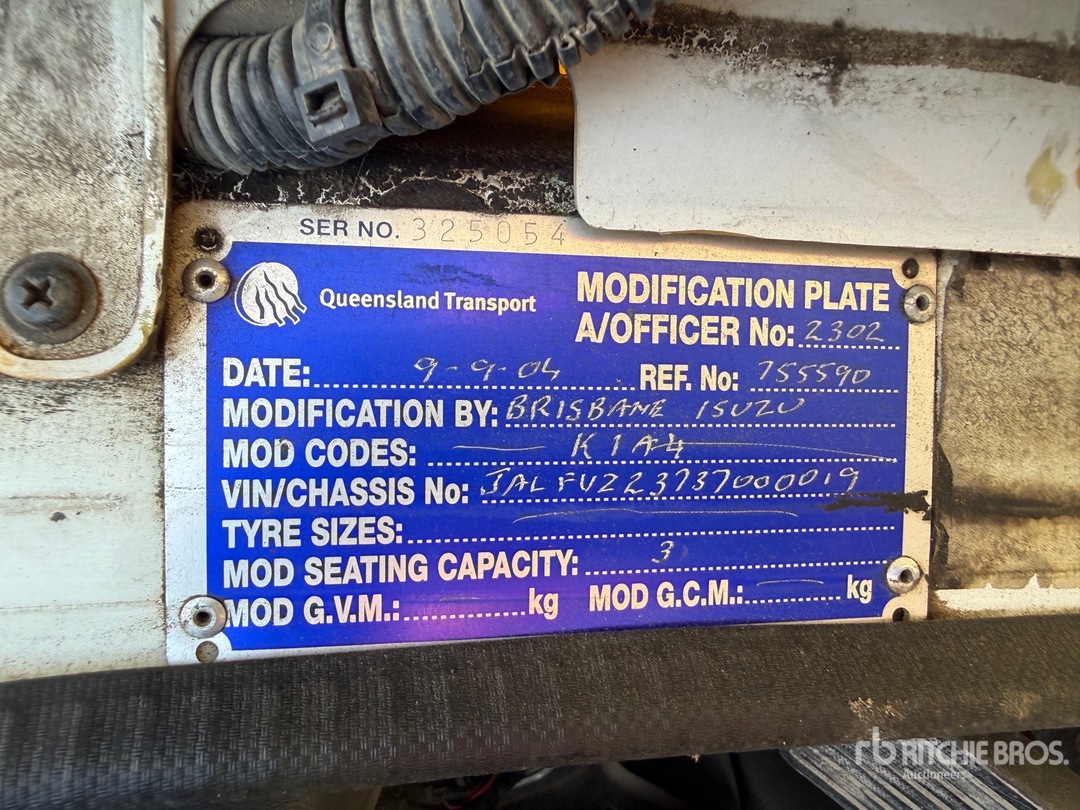 SER NO. 325054
Queensland Transport
MODIFICATION PLATE
A/OFFICER No: 2302
DATE: 9-9-04 REF. No: 755590
MODIFICATION BY: BRISBANE ISUZU
MOD CODES: — K1A4 —
VIN/CHASSIS No: JALFVZ23737000019
TYRE SIZES: —
MOD SEATING CAPACITY: 3
MOD G.V.M.: — kg MOD G.C.M.: — kg
rb RITCHIE BROS.
Auctioneers